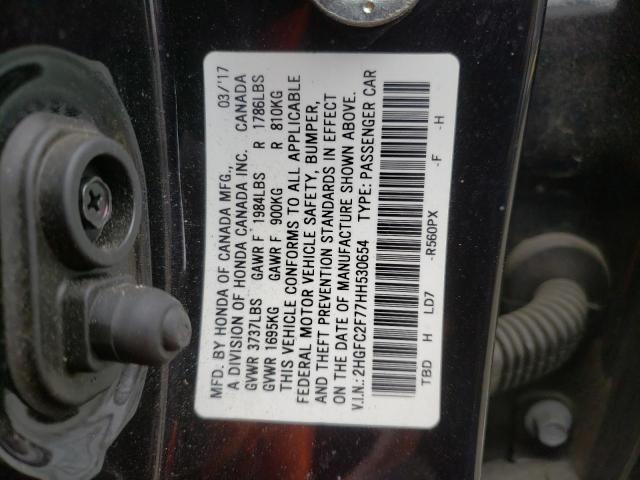 MFD. BY HONDA OF CANADA MFG., 03/'17
A DIVISION OF HONDA CANADA INC. CANADA
GVWR 3737LBS GAWR F 1984LBS R 1786LBS
GVWR 1695KG GAWR F 900KG R 810KG
THIS VEHICLE CONFORMS TO ALL APPLICABLE
FEDERAL MOTOR VEHICLE SAFETY, BUMPER,
AND THEFT PREVENTION STANDARDS IN EFFECT
ON THE DATE OF MANUFACTURE SHOWN ABOVE.
V.I.N.: 2HGFC2F77HH530654 TYPE: PASSENGER CAR
TBD H LD7 -R560PX -F -H